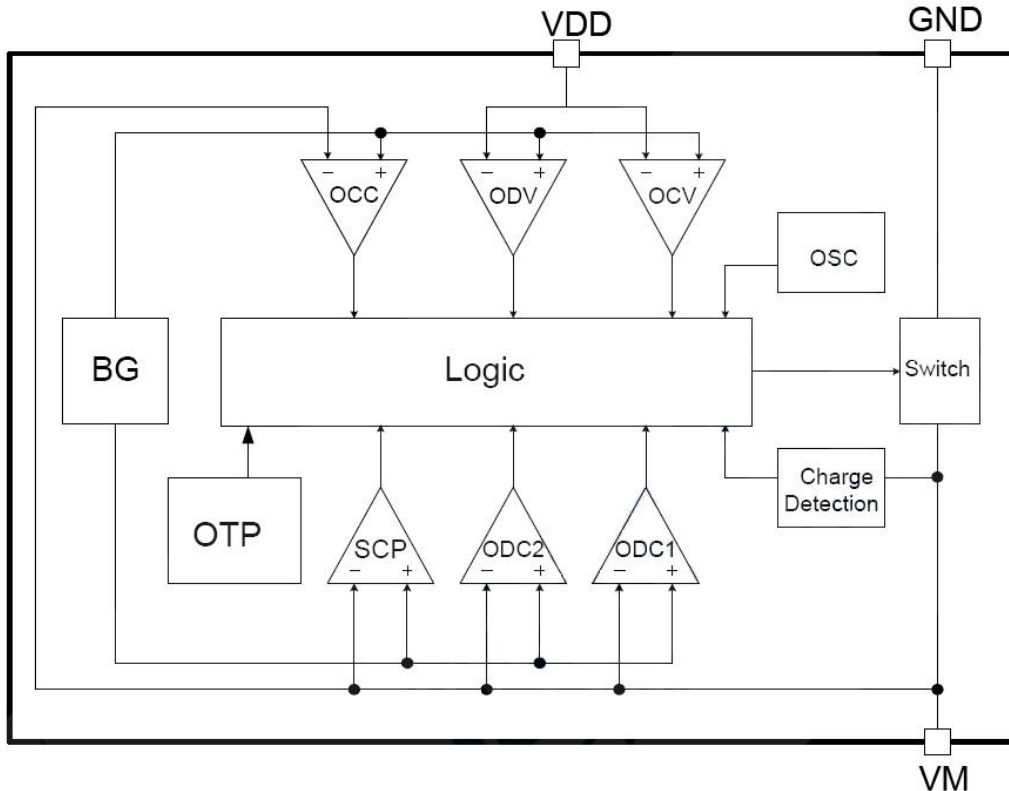 VDD
GND
− + − + − +
OCC
ODV
OCV
OSC
BG
Logic
Switch
OTP
Charge
Detection
SCP
ODC2
ODC1
− + − + − +
VM